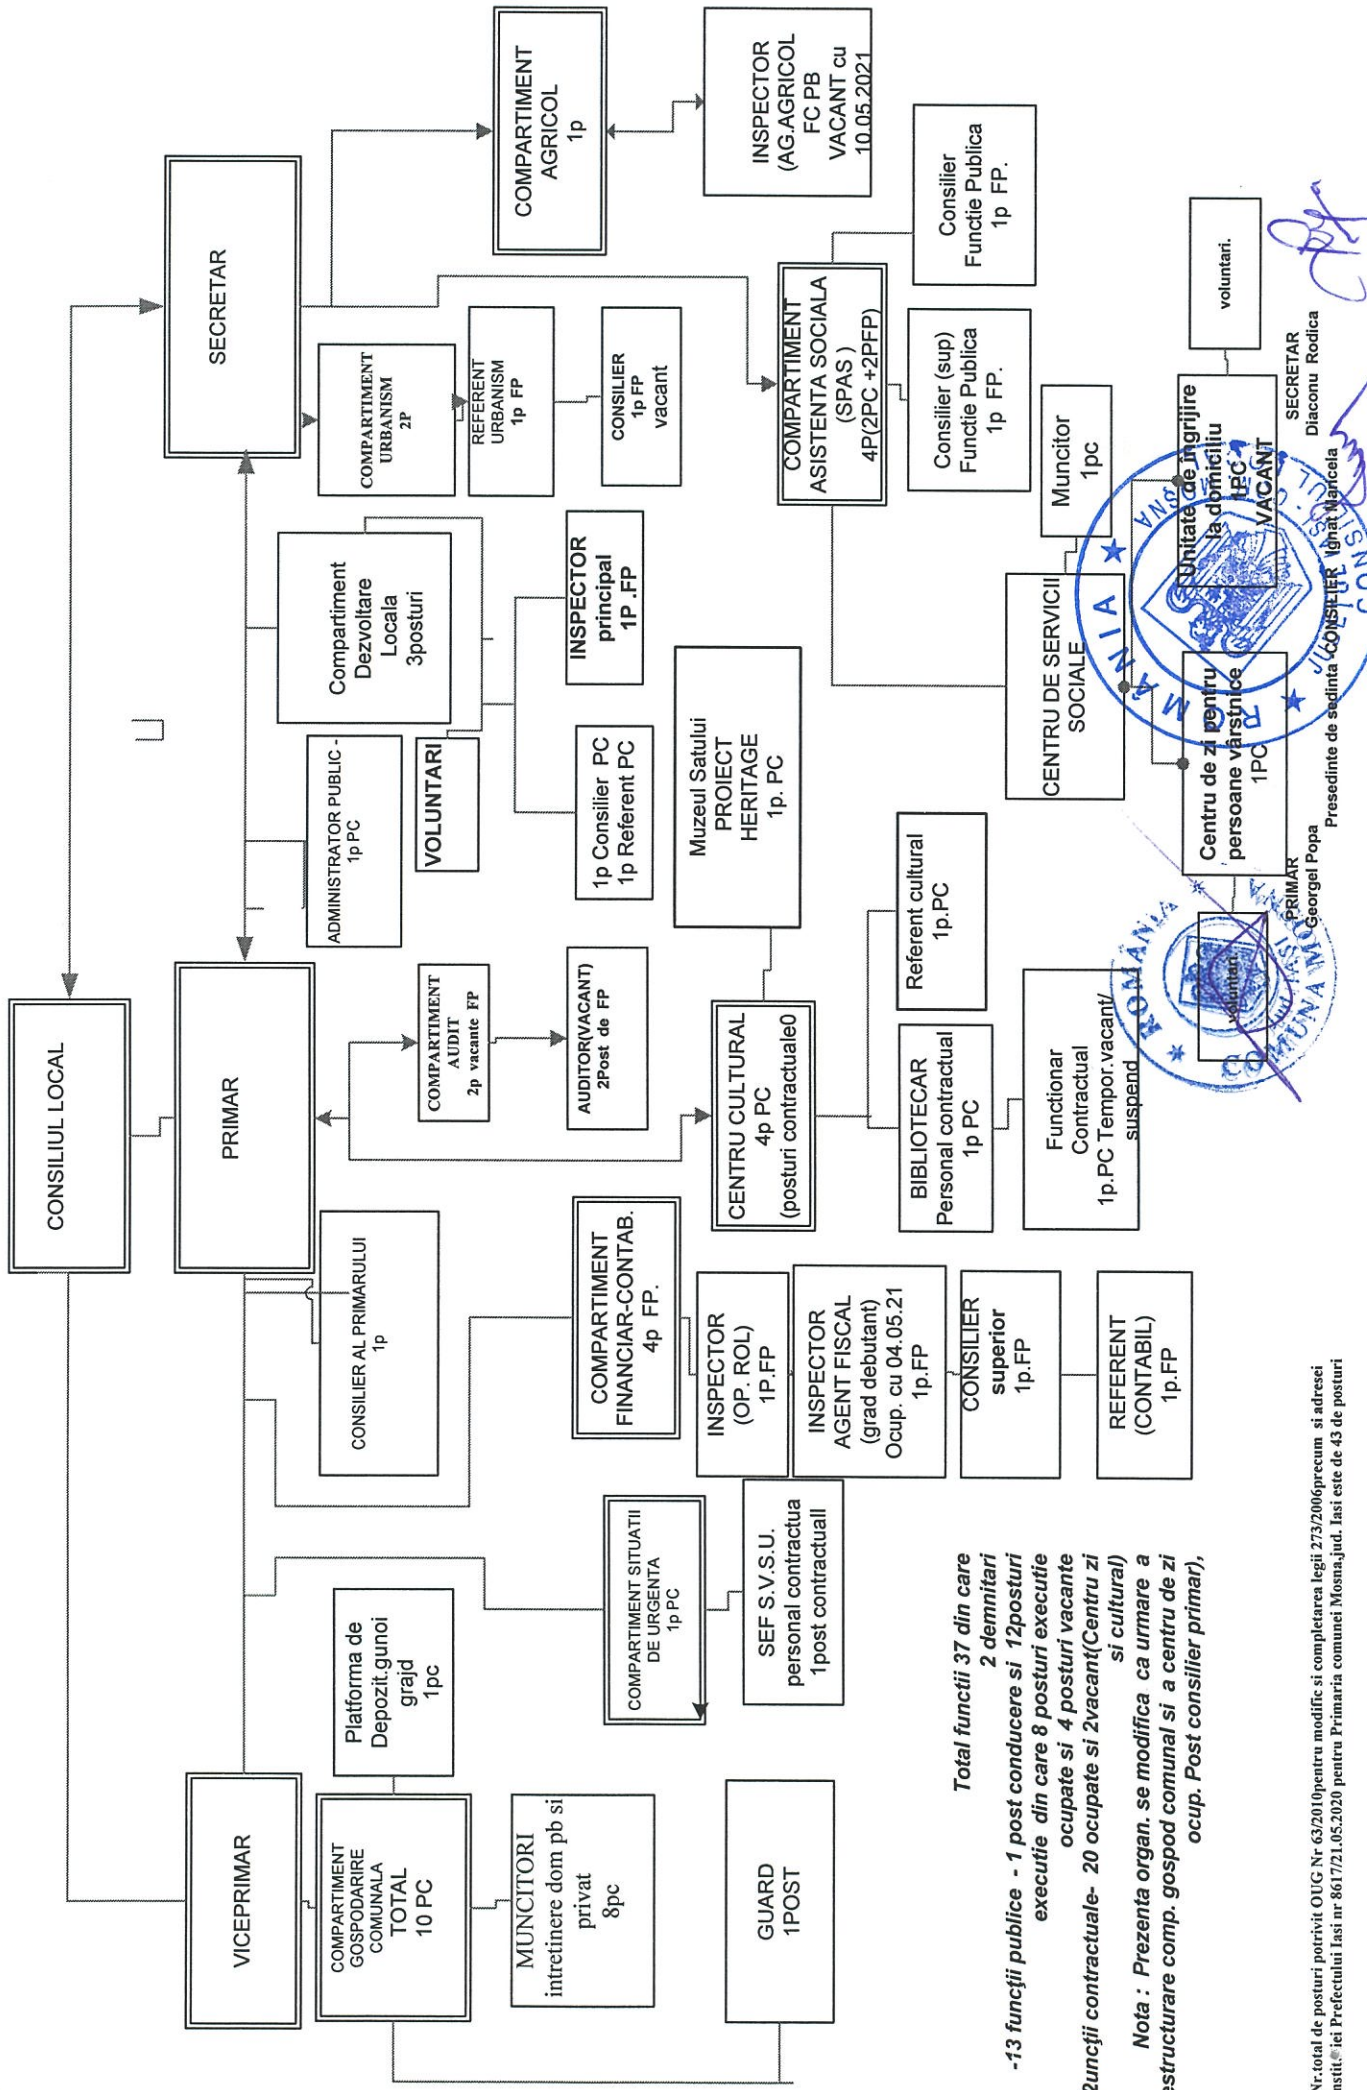 CONSILIUL LOCAL
VICEPRIMAR
PRIMAR
SECRETAR
COMPARTIMENT
GOSPODARIRE
COMUNALA
TOTAL
10 PC
Platforma de
Depozit.gunoi
grajd
1pc
MUNCITORI
intretinere dom pb si
privat
8pc
GUARD
1POST
COMPARTIMENT SITUATII
DE URGENTA
1p PC
SEF S.V.S.U.
personal contractua
1post contractuall
CONSILIER AL PRIMARULUI
1p
COMPARTIMENT
FINANCIAR-CONTAB.
4p FP.
INSPECTOR
(OP. ROL)
1P.FP
INSPECTOR
AGENT FISCAL
(grad debutant)
Ocup. cu 04.05.21
1p.FP
CONSILIER
superior
1p.FP
REFERENT
(CONTABIL)
1p.FP
COMPARTIMENT
AUDIT
2p vacante FP
AUDITOR(VACANT)
2Post de FP
CENTRU CULTURAL
4p PC
(posturi contractuale0
Muzeul Satului
PROIECT
HERITAGE
1p. PC
BIBLIOTECAR
Personal contractual
1p PC
Referent cultural
1p.PC
Functionar
Contractual
1p.PC Tempor.vacant/
suspend
ADMINISTRATOR PUBLIC -
1p PC
Compartiment
Dezvoltare
Locala
3posturi
VOLUNTARI
INSPECTOR
principal
1P .FP
1p Consilier PC
1p Referent PC
COMPARTIMENT
URBANISM
2P
REFERENT
URBANISM
1p FP
CONSILIER
1p FP
vacant
COMPARTIMENT
AGRICOL
1p
INSPECTOR
(AG.AGRICOL
FC PB
VACANT cu
10.05.2021
COMPARTIMENT
ASISTENTA SOCIALA
(SPAS )
4P(2PC +2PFP)
Consilier (sup)
Functie Publica
1p FP.
Consilier
Functie Publica
1p FP.
CENTRU DE SERVICII
SOCIALE
Muncitor
1pc
Centru de zi pentru
persoane vârstnice
1PC
Unitate de îngrijire
la domiciliu
1PC
VACANT
voluntari.
voluntari.
Total functii 37 din care
2 demnitari
-13 funcţii publice - 1 post conducere si 12posturi
executie din care 8 posturi executie
ocupate si 4 posturi vacante
2uncţii contractuale- 20 ocupate si 2vacant(Centru zi
si cultural)
Nota : Prezenta organ. se modifica ca urmare a
estructurare comp. gospod comunal si a centru de zi
ocup. Post consilier primar),
PRIMAR
Georgel Popa
Presedinte de sedinta -CONSILIER Ignat Maricela
SECRETAR
Diaconu Rodica
ROMÂNIA
COMUNA MOŞNA
ROMÂNIA
Nr.total de posturi potrivit OUG Nr 63/2010pentru modific si completarea legii 273/2006precum si adresei
nstit. iei Prefectului Iasi nr 8617/21.05.2020 pentru Primaria comunei Mosna,jud. Iasi este de 43 de posturi